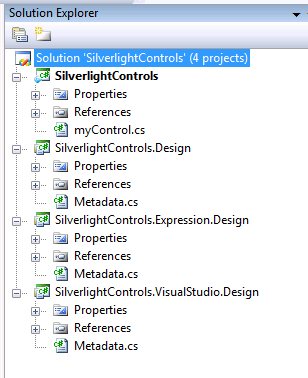 Solution Explorer
Solution 'SilverlightControls' (4 projects)
SilverlightControls
Properties
References
myControl.cs
SilverlightControls.Design
Properties
References
Metadata.cs
SilverlightControls.Expression.Design
Properties
References
Metadata.cs
SilverlightControls.VisualStudio.Design
Properties
References
Metadata.cs